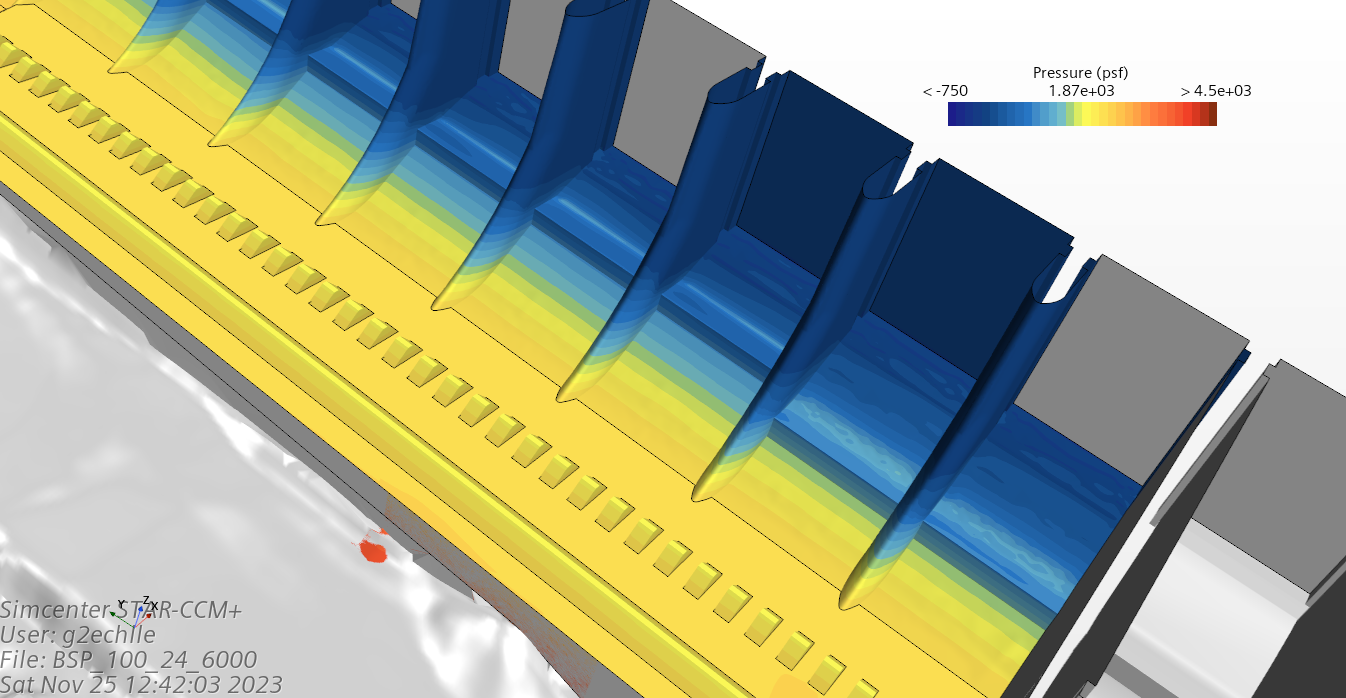 Pressure (psf)
< -750 1.87e+03 > 4.5e+03
Y Z X
Simcenter STAR-CCM+
User: g2echlle
File: BSP_100_24_6000
Sat Nov 25 12:42:03 2023